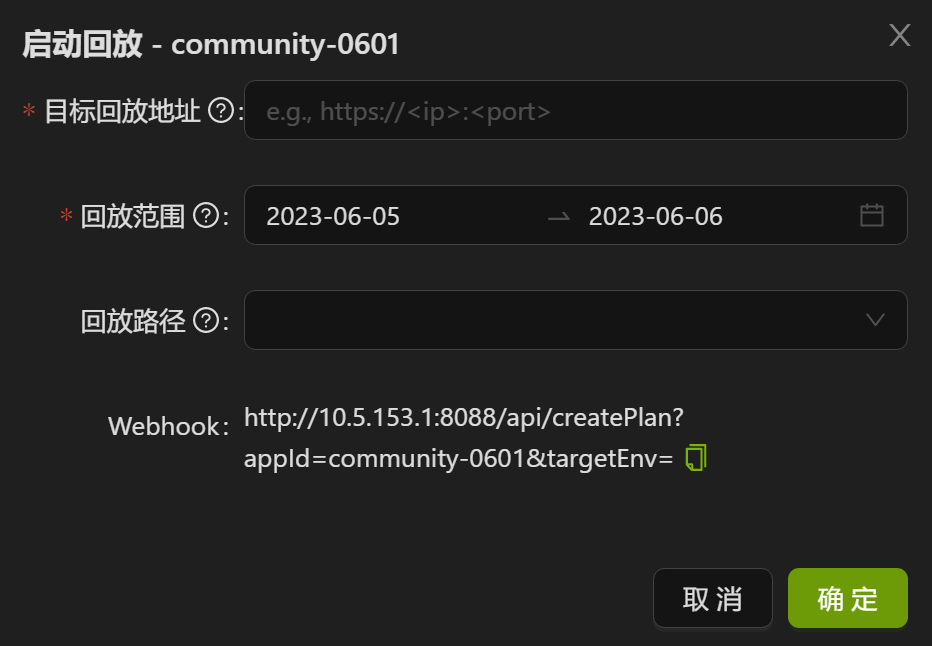 启动回放 - community-0601
* 目标回放地址 ? : e.g., https://<ip>:<port>
* 回放范围 ? : 2023-06-05 → 2023-06-06
回放路径 ? :
Webhook: http://10.5.153.1:8088/api/createPlan?
appId=community-0601&targetEnv=
取 消 确 定